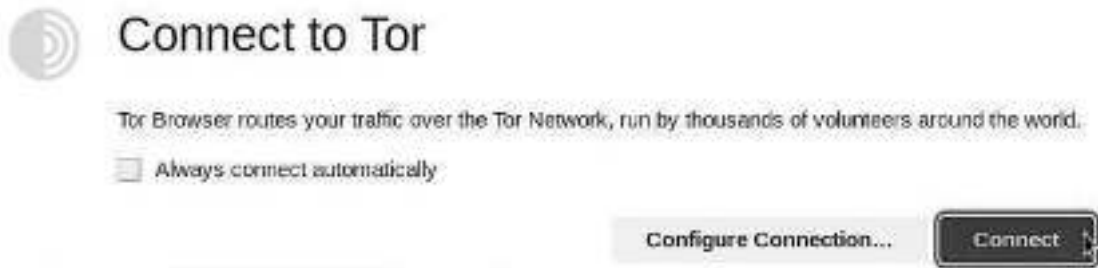 Connect to Tor
Tor Browser routes your traffic over the Tor Network, run by thousands of volunteers around the world.
Always connect automatically
Configure Connection...
Connect